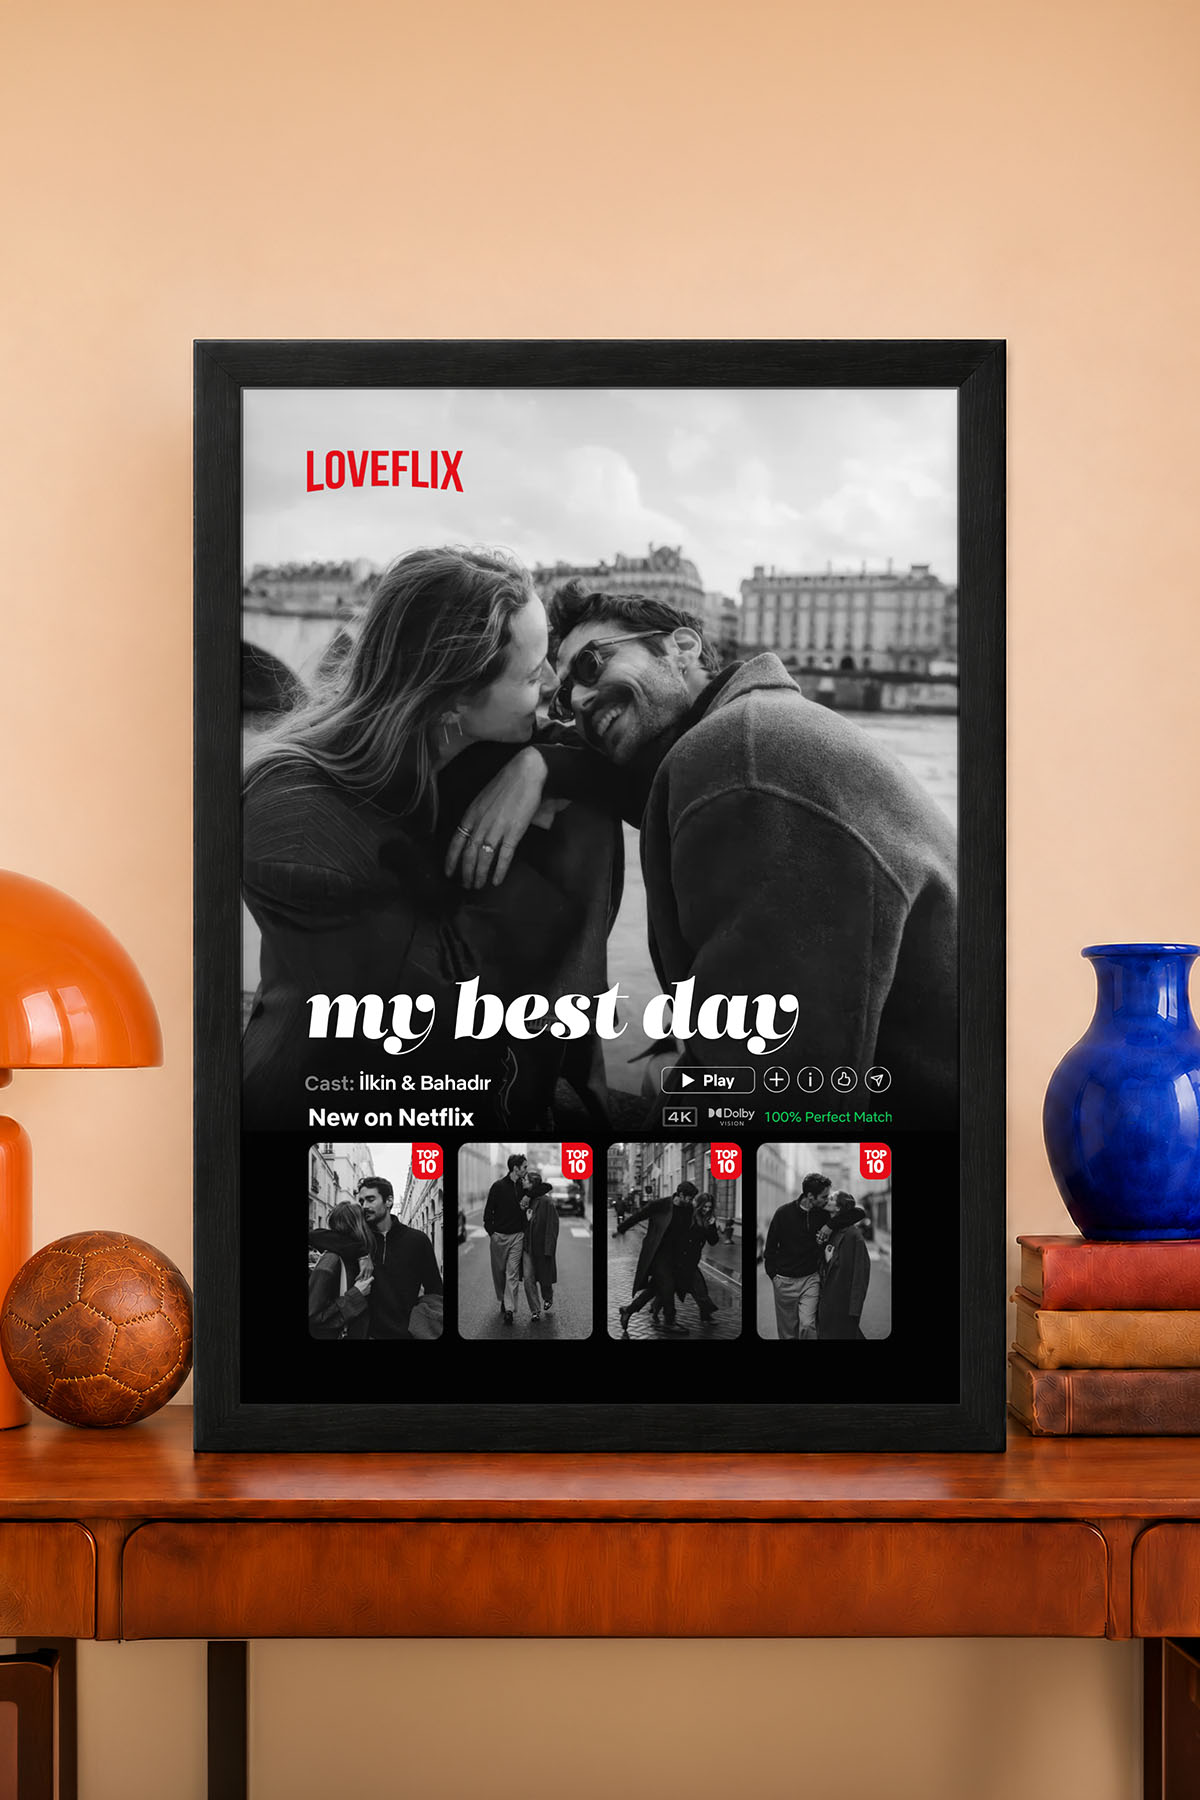 LOVEFLIX
my best day
Cast: İlkin & Bahadır
Play
New on Netflix
4K Dolby VISION 100% Perfect Match
TOP 10
TOP 10
TOP 10
TOP 10